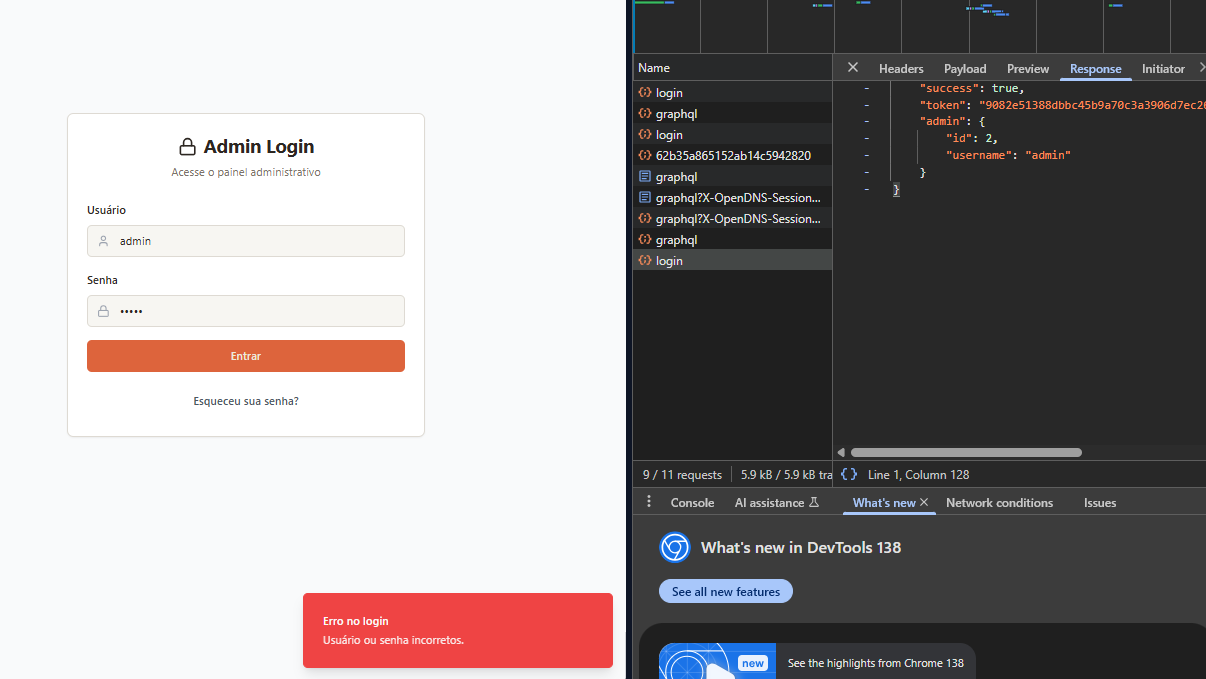 Admin Login
Acesse o painel administrativo
Usuário
admin
Senha
•••••
Entrar
Esqueceu sua senha?
Erro no login
Usuário ou senha incorretos.
Name
login
graphql
login
62b35a865152ab14c5942820
graphql
graphql?X-OpenDNS-Session...
graphql?X-OpenDNS-Session...
graphql
login
Headers Payload Preview Response Initiator
- "success": true,
- "token": "9082e51388dbbc45b9a70c3a3906d7ec26
- "admin": {
- "id": 2,
- "username": "admin"
- }
- }
9 / 11 requests 5.9 kB / 5.9 kB tra
{ } Line 1, Column 128
Console AI assistance What's new Network conditions Issues
What's new in DevTools 138
See all new features
new
See the highlights from Chrome 138